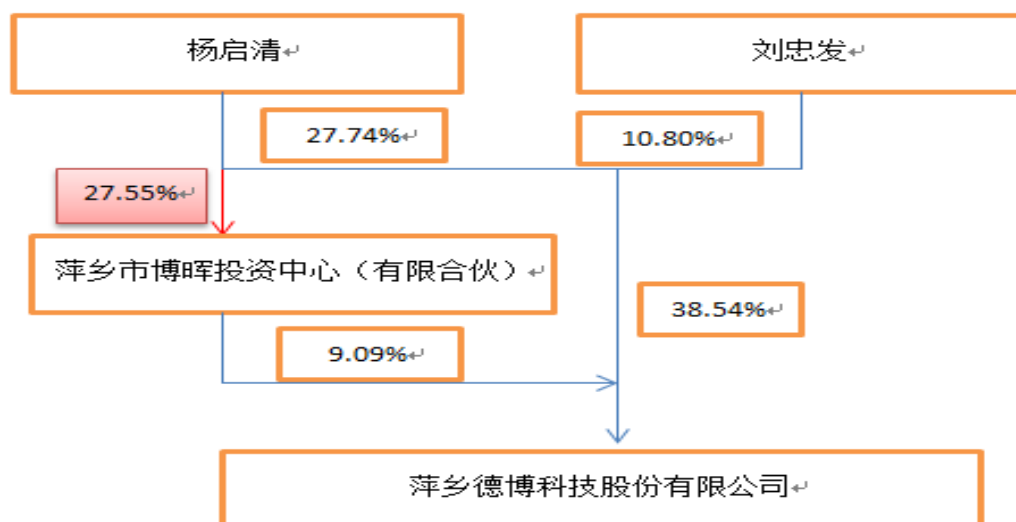 杨启清
刘忠发
27.74%
10.80%
27.55%
萍乡市博晖投资中心（有限合伙）
38.54%
9.09%
萍乡德博科技股份有限公司